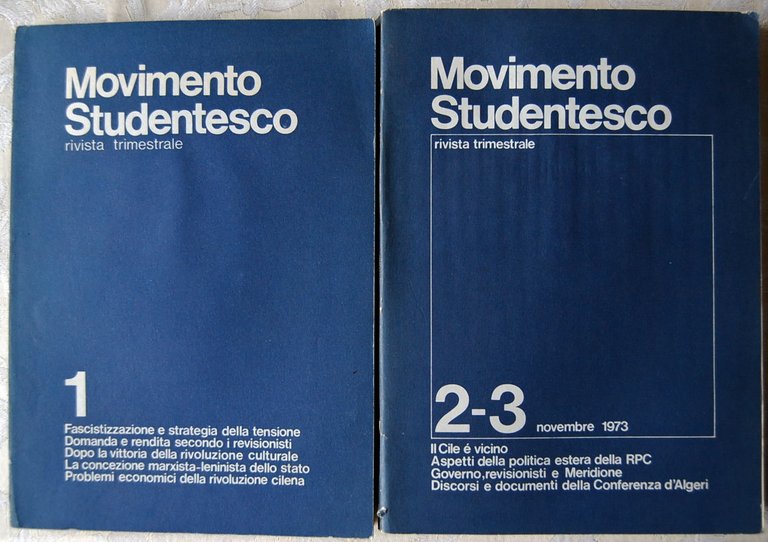 Movimento
Studentesco
rivista trimestrale
1
Fascistizzazione e strategia della tensione
Domanda e rendita secondo i revisionisti
Dopo la vittoria della rivoluzione culturale
La concezione marxista-leninista dello stato
Problemi economici della rivoluzione cilena
Movimento
Studentesco
rivista trimestrale
2-3 novembre 1973
Il Cile é vicino
Aspetti della politica estera della RPC
Governo,revisionisti e Meridione
Discorsi e documenti della Conferenza d'Algeri